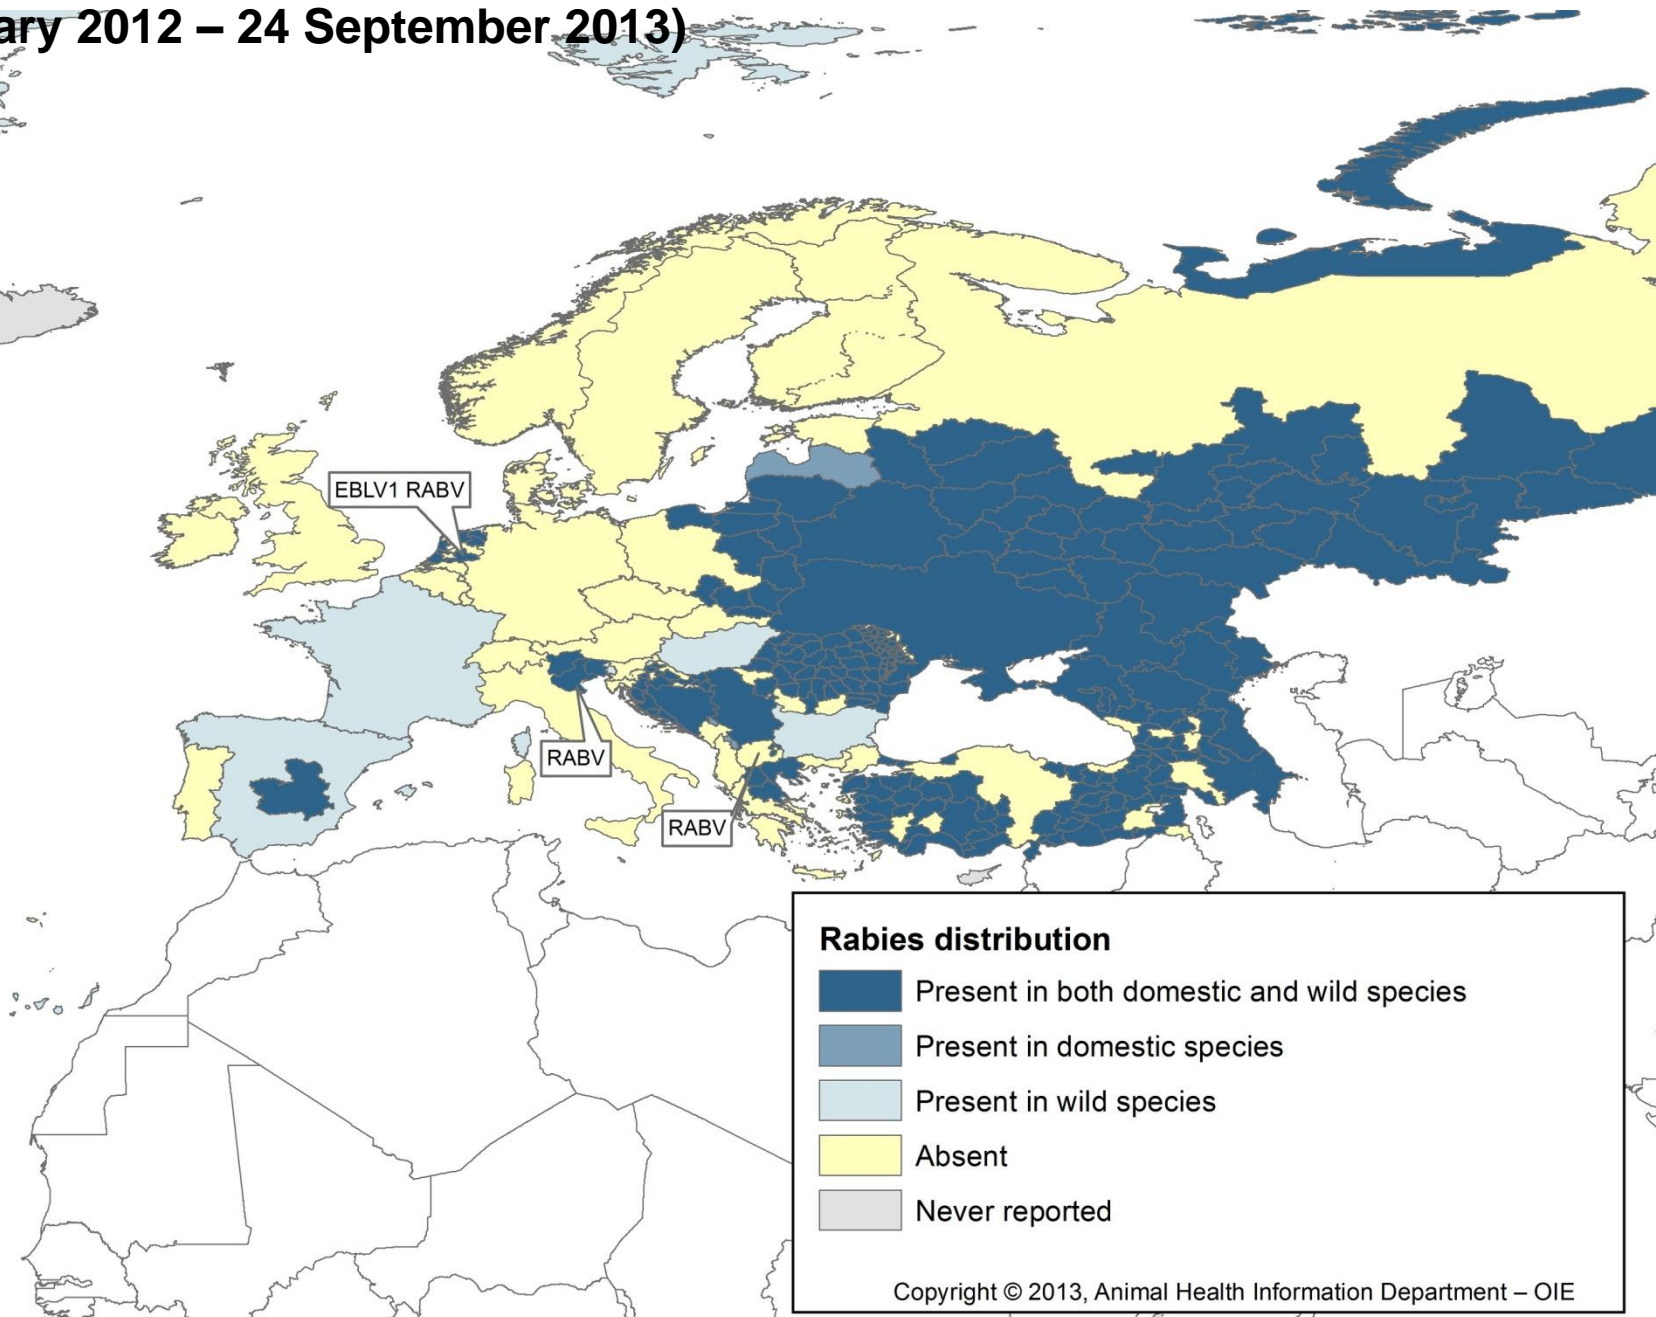 ary 2012 – 24 September 2013)
EBLV1 RABV
RABV
RABV
Rabies distribution
Present in both domestic and wild species
Present in domestic species
Present in wild species
Absent
Never reported
Copyright © 2013, Animal Health Information Department – OIE